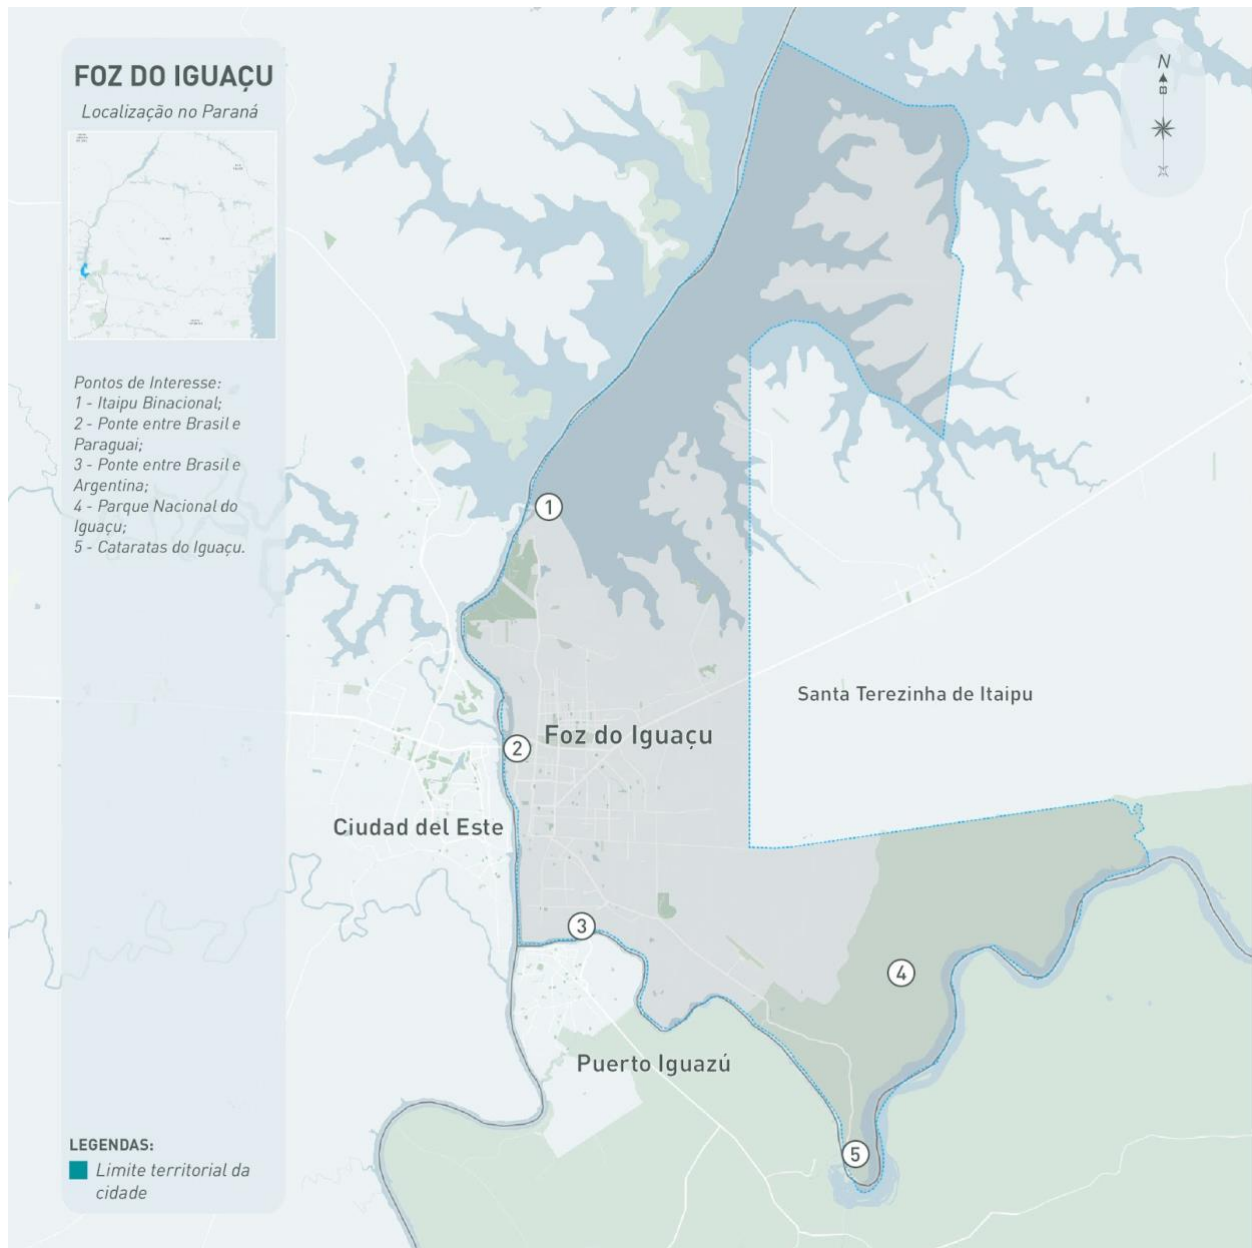 FOZ DO IGUAÇU
Localização no Paraná
Pontos de Interesse:
1 - Itaipu Binacional;
2 - Ponte entre Brasil e
Paraguai;
3 - Ponte entre Brasil e
Argentina;
4 - Parque Nacional do
Iguaçu;
5 - Cataratas do Iguaçu.
LEGENDAS:
Limite territorial da
cidade
N
1
Santa Terezinha de Itaipu
Foz do Iguaçu
2
Ciudad del Este
3
4
Puerto Iguazú
5